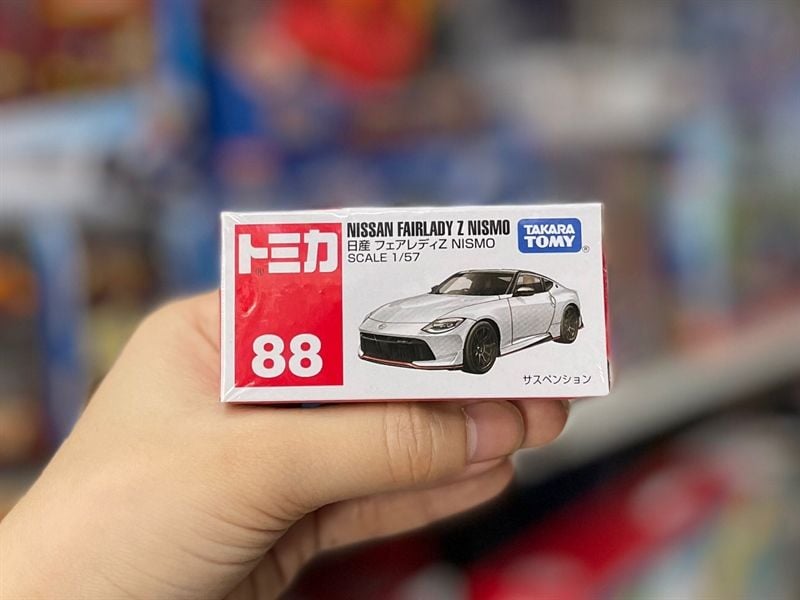 トミカ
®
88
NISSAN FAIRLADY Z NISMO
日産 フェアレディZ NISMO
SCALE 1/57
TAKARA
TOMY
®
サスペンション